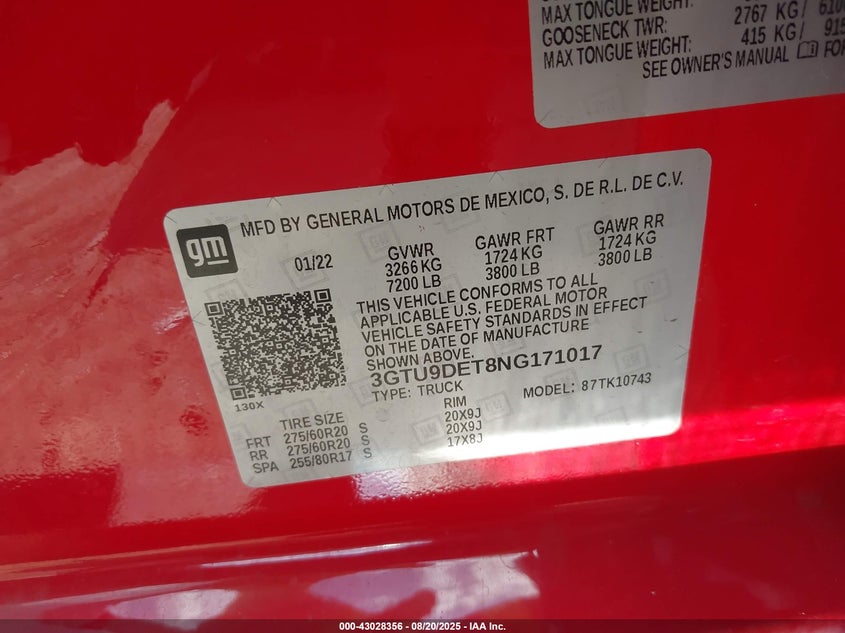 MAX TONGUE WEIGHT:
2767 KG/
GOOSENECK TWR:
415 KG/
MAX TONGUE WEIGHT:
SEE OWNER'S MANUAL
gm
MFD BY GENERAL MOTORS DE MEXICO, S. DE R.L. DE C.V.
01/22 GVWR GAWR FRT GAWR RR
3266 KG 1724 KG 1724 KG
7200 LB 3800 LB 3800 LB
THIS VEHICLE CONFORMS TO ALL
APPLICABLE U.S. FEDERAL MOTOR
VEHICLE SAFETY STANDARDS IN EFFECT
ON THE DATE OF MANUFACTURE
SHOWN ABOVE.
3GTU9DET8NG171017
TYPE: TRUCK MODEL: 87TK10743
130X
TIRE SIZE RIM
FRT 275/60R20 S 20X9J
RR 275/60R20 S 20X9J
SPA 255/80R17 S 17X8J
000-43028356 - 08/20/2025 - IAA Inc.